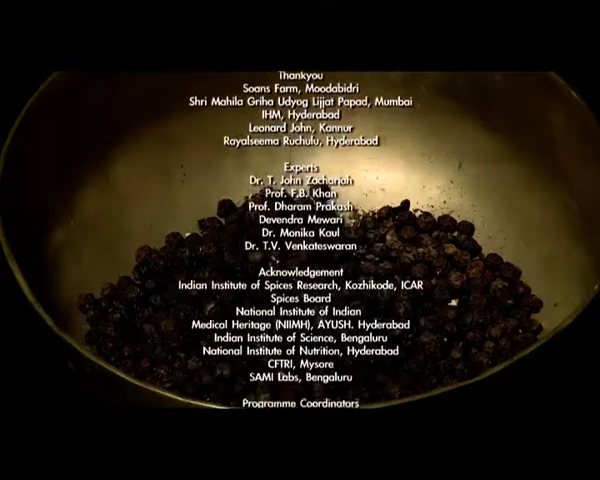 Thankyou
Soans Farm, Moodabidri
Shri Mahila Griha Udyog Lijjat Papad, Mumbai
IHM, Hyderabad
Leonard John, Kannur
Rayalseema Ruchulu, Hyderabad
Experts
Dr. T. John Zachariah
Prof. F.B. Khan
Prof. Dharam Prakash
Devendra Mewari
Dr. Monika Kaul
Dr. T.V. Venkateswaran
Acknowledgement
Indian Institute of Spices Research, Kozhikode, ICAR
Spices Board
National Institute of Indian
Medical Heritage (NIIMH), AYUSH. Hyderabad
Indian Institute of Science, Bengaluru
National Institute of Nutrition, Hyderabad
CFTRI, Mysore
SAMI Labs, Bengaluru
Programme Coordinators